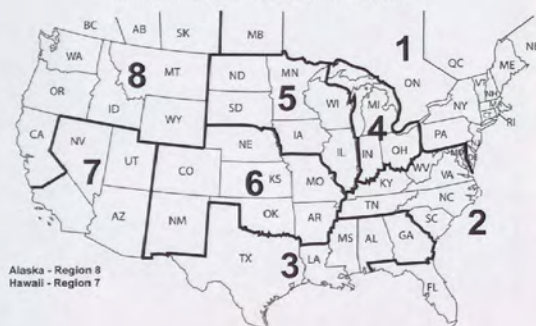 BC
AB
SK
MB
ON
QC
WA
OR
ID
MT
WY
8
ND
SD
MN
WI
IA
IL
5
1
ME
VT
NH
NY
RI
PA
MI
4
IN
OH
CA
NV
UT
AZ
7
CO
NM
NE
KS
OK
MO
AR
6
KY
WV
VA
TN
NC
SC
2
FL
TX
LA
3
MS
AL
GA
Alaska - Region 8
Hawaii - Region 7